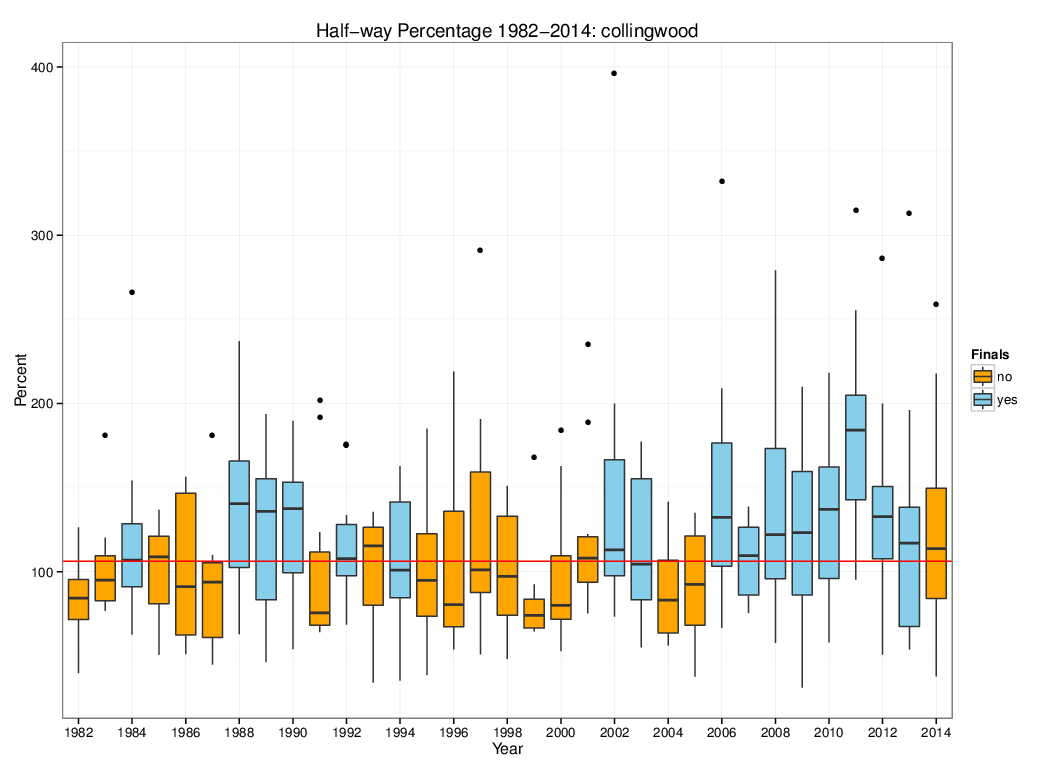 Half−way Percentage 1982−2014: collingwood
400
300
200
100
Percent
1982 1984 1986 1988 1990 1992 1994 1996 1998 2000 2002 2004 2006 2008 2010 2012 2014
Year
Finals
no
yes